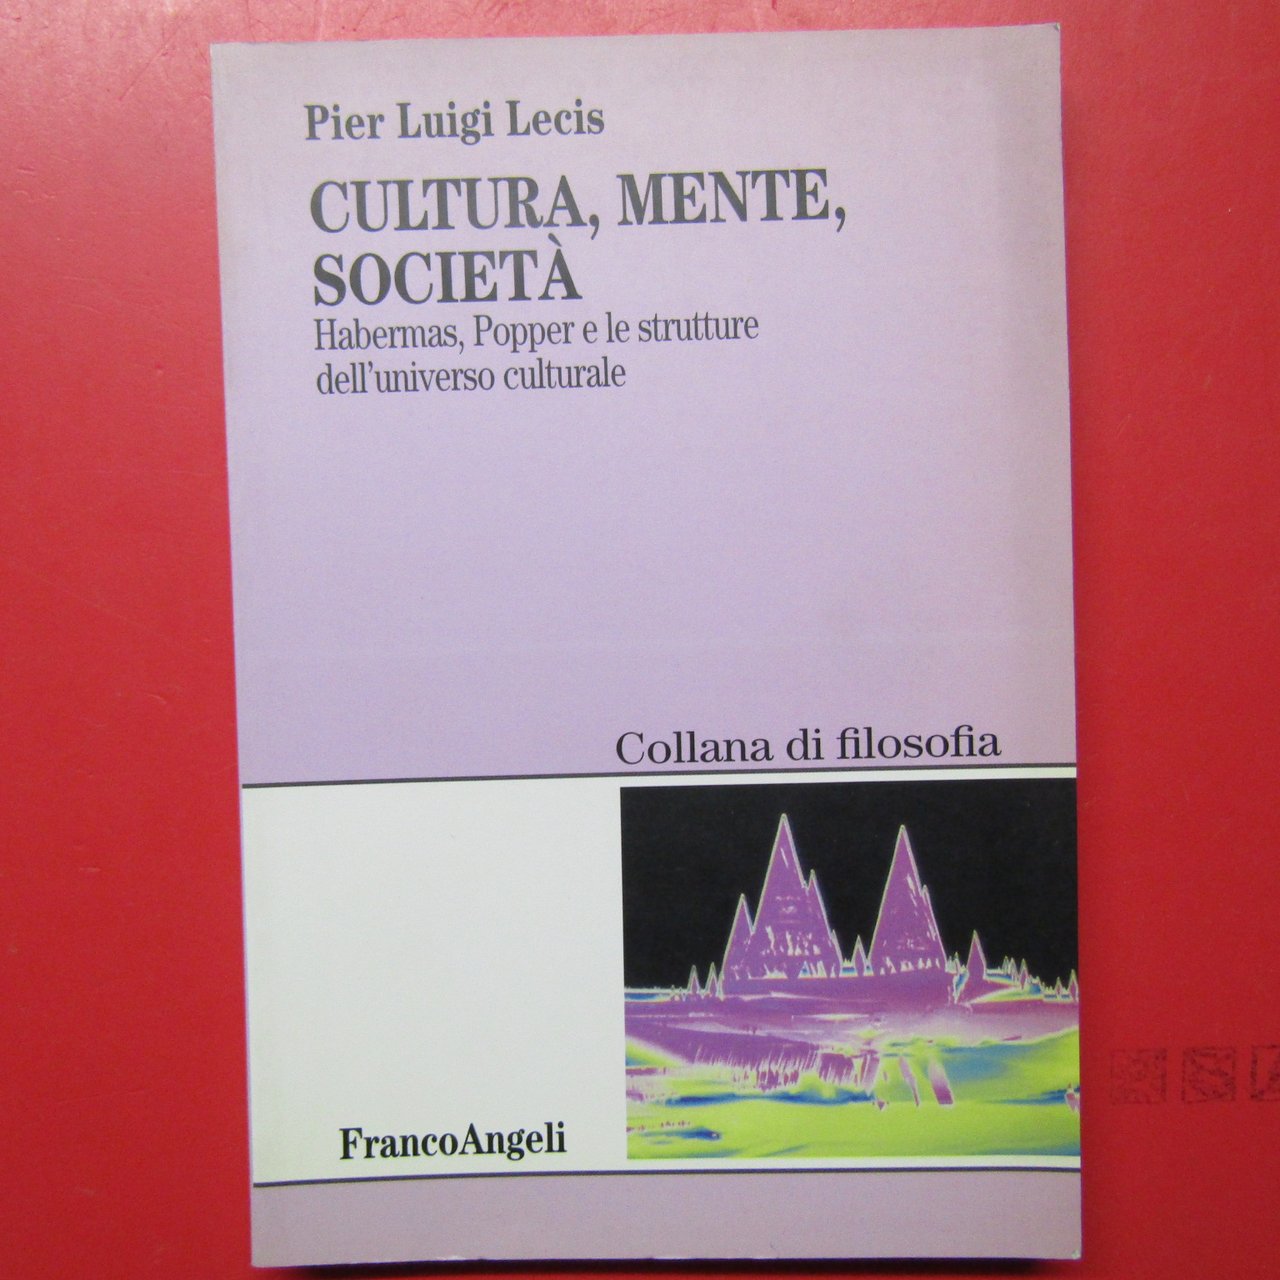 Pier Luigi Lecis
CULTURA, MENTE,
SOCIETÀ
Habermas, Popper e le strutture
dell'universo culturale
Collana di filosofia
FrancoAngeli